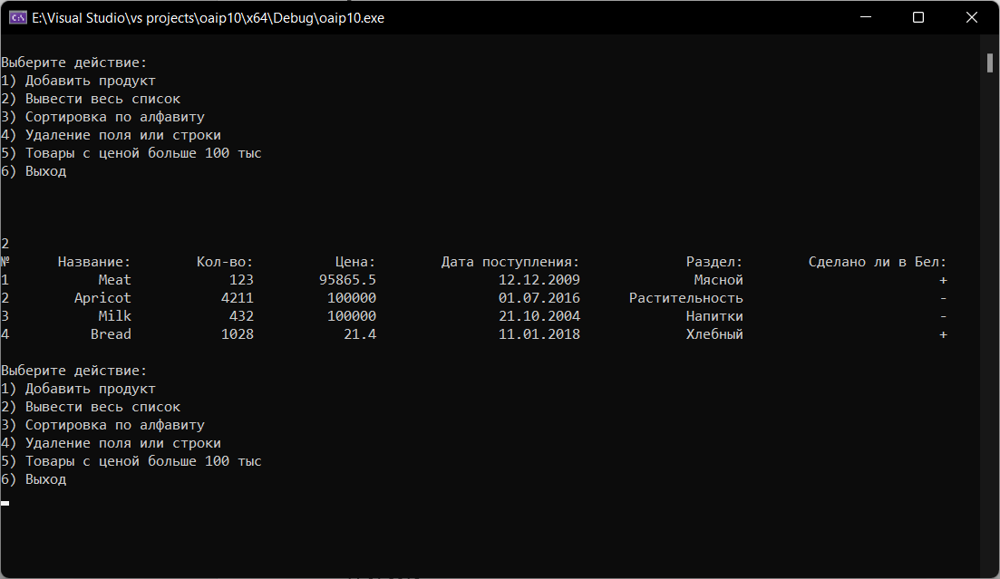 E:\Visual Studio\vs projects\oaip10\x64\Debug\oaip10.exe
Выберите действие:
1) Добавить продукт
2) Вывести весь список
3) Сортировка по алфавиту
4) Удаление поля или строки
5) Товары с ценой больше 100 тыс
6) Выход
2
№ Название: Кол-во: Цена: Дата поступления: Раздел: Сделано ли в Бел:
1 Meat 123 95865.5 12.12.2009 Мясной +
2 Apricot 4211 100000 01.07.2016 Растительность -
3 Milk 432 100000 21.10.2004 Напитки -
4 Bread 1028 21.4 11.01.2018 Хлебный +
Выберите действие:
1) Добавить продукт
2) Вывести весь список
3) Сортировка по алфавиту
4) Удаление поля или строки
5) Товары с ценой больше 100 тыс
6) Выход